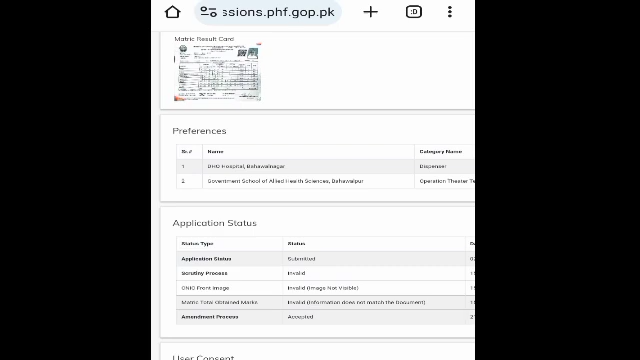 ssions.phf.gop.pk
:D
Matric Result Card
Preferences
Sr.# Name Category Name
1 DHQ Hospital, Bahawalnagar Dispenser
2 Government School of Allied Health Sciences, Bahawalpur Operation Theater Te
Application Status
Status Type Status D
Application Status Submitted 02
Scrutiny Process Invalid
CNIC Front Image Invalid (Image Not Visible)
Matric Total Obtained Marks Invalid (Information does not match the Document)
Amendment Process Accepted 2
User Consent